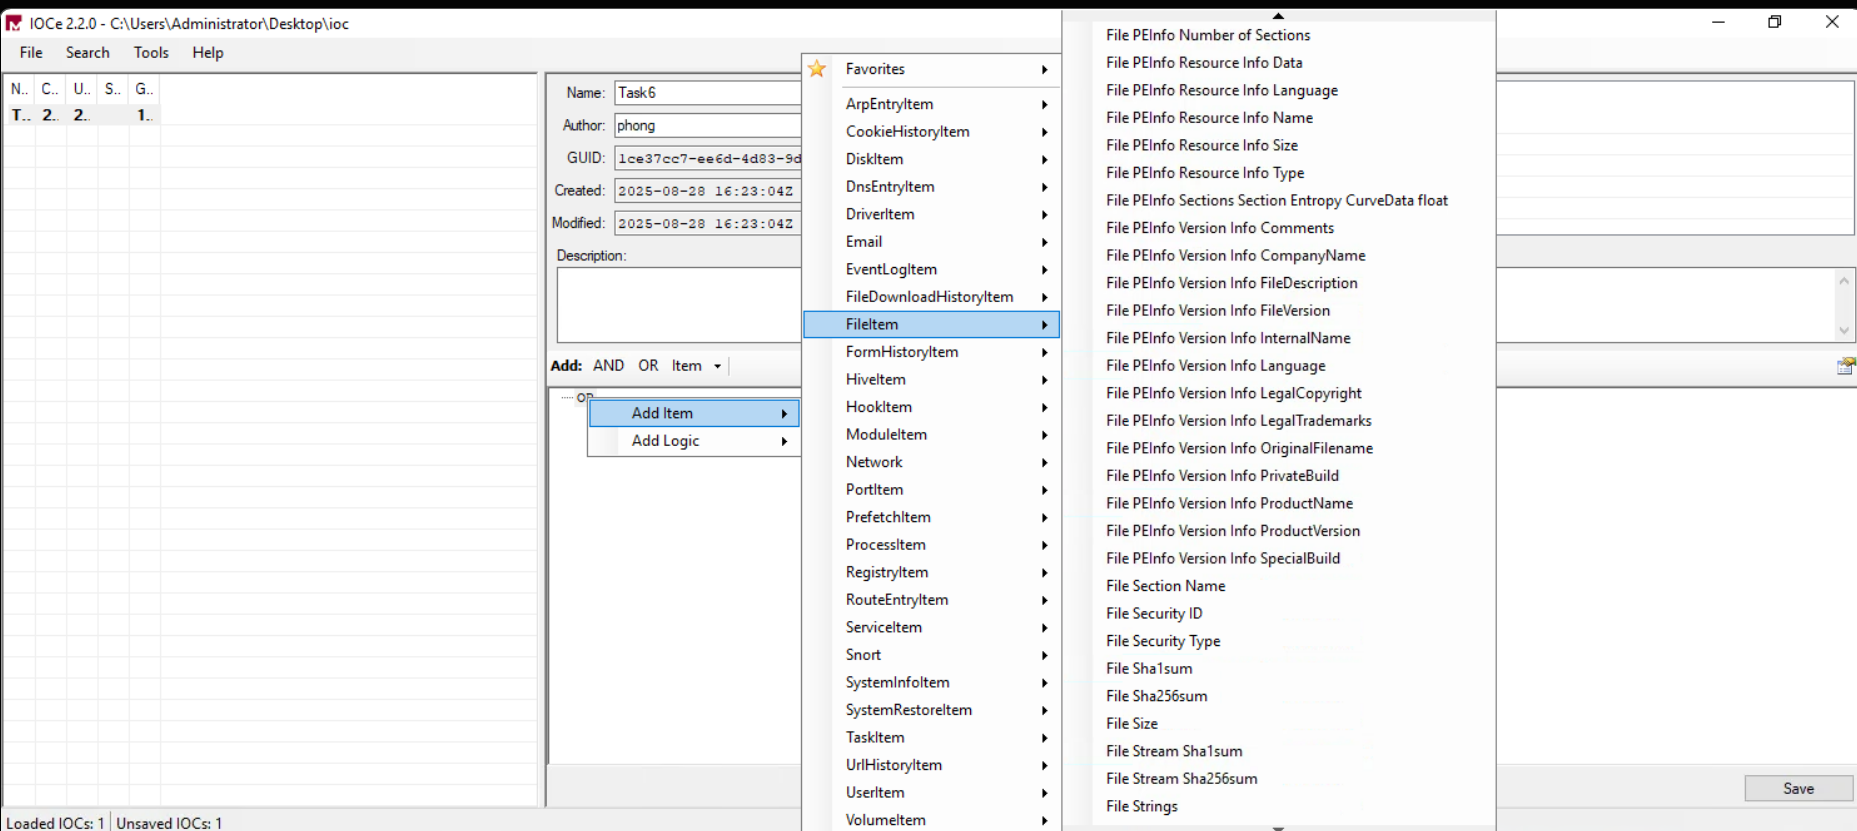 IOCe 2.2.0 - C:\Users\Administrator\Desktop\ioc
File Search Tools Help
N.. C.. U.. S.. G..
T.. 2.. 2.. 1..
Name: Task6
Author: phong
GUID: 1ce37cc7-ee6d-4d83-9d
Created: 2025-08-28 16:23:04Z
Modified: 2025-08-28 16:23:04Z
Description:
Add: AND OR Item
OR
Add Item
Add Logic
Favorites
ArpEntryItem
CookieHistoryItem
DiskItem
DnsEntryItem
DriverItem
Email
EventLogItem
FileDownloadHistoryItem
FileItem
FormHistoryItem
HiveItem
HookItem
ModuleItem
Network
PortItem
PrefetchItem
ProcessItem
RegistryItem
RouteEntryItem
ServiceItem
Snort
SystemInfoItem
SystemRestoreItem
TaskItem
UrlHistoryItem
UserItem
VolumeItem
File PEInfo Number of Sections
File PEInfo Resource Info Data
File PEInfo Resource Info Language
File PEInfo Resource Info Name
File PEInfo Resource Info Size
File PEInfo Resource Info Type
File PEInfo Sections Section Entropy CurveData float
File PEInfo Version Info Comments
File PEInfo Version Info CompanyName
File PEInfo Version Info FileDescription
File PEInfo Version Info FileVersion
File PEInfo Version Info InternalName
File PEInfo Version Info Language
File PEInfo Version Info LegalCopyright
File PEInfo Version Info LegalTrademarks
File PEInfo Version Info OriginalFilename
File PEInfo Version Info PrivateBuild
File PEInfo Version Info ProductName
File PEInfo Version Info ProductVersion
File PEInfo Version Info SpecialBuild
File Section Name
File Security ID
File Security Type
File Sha1sum
File Sha256sum
File Size
File Stream Sha1sum
File Stream Sha256sum
File Strings
Save
Loaded IOCs: 1 Unsaved IOCs: 1